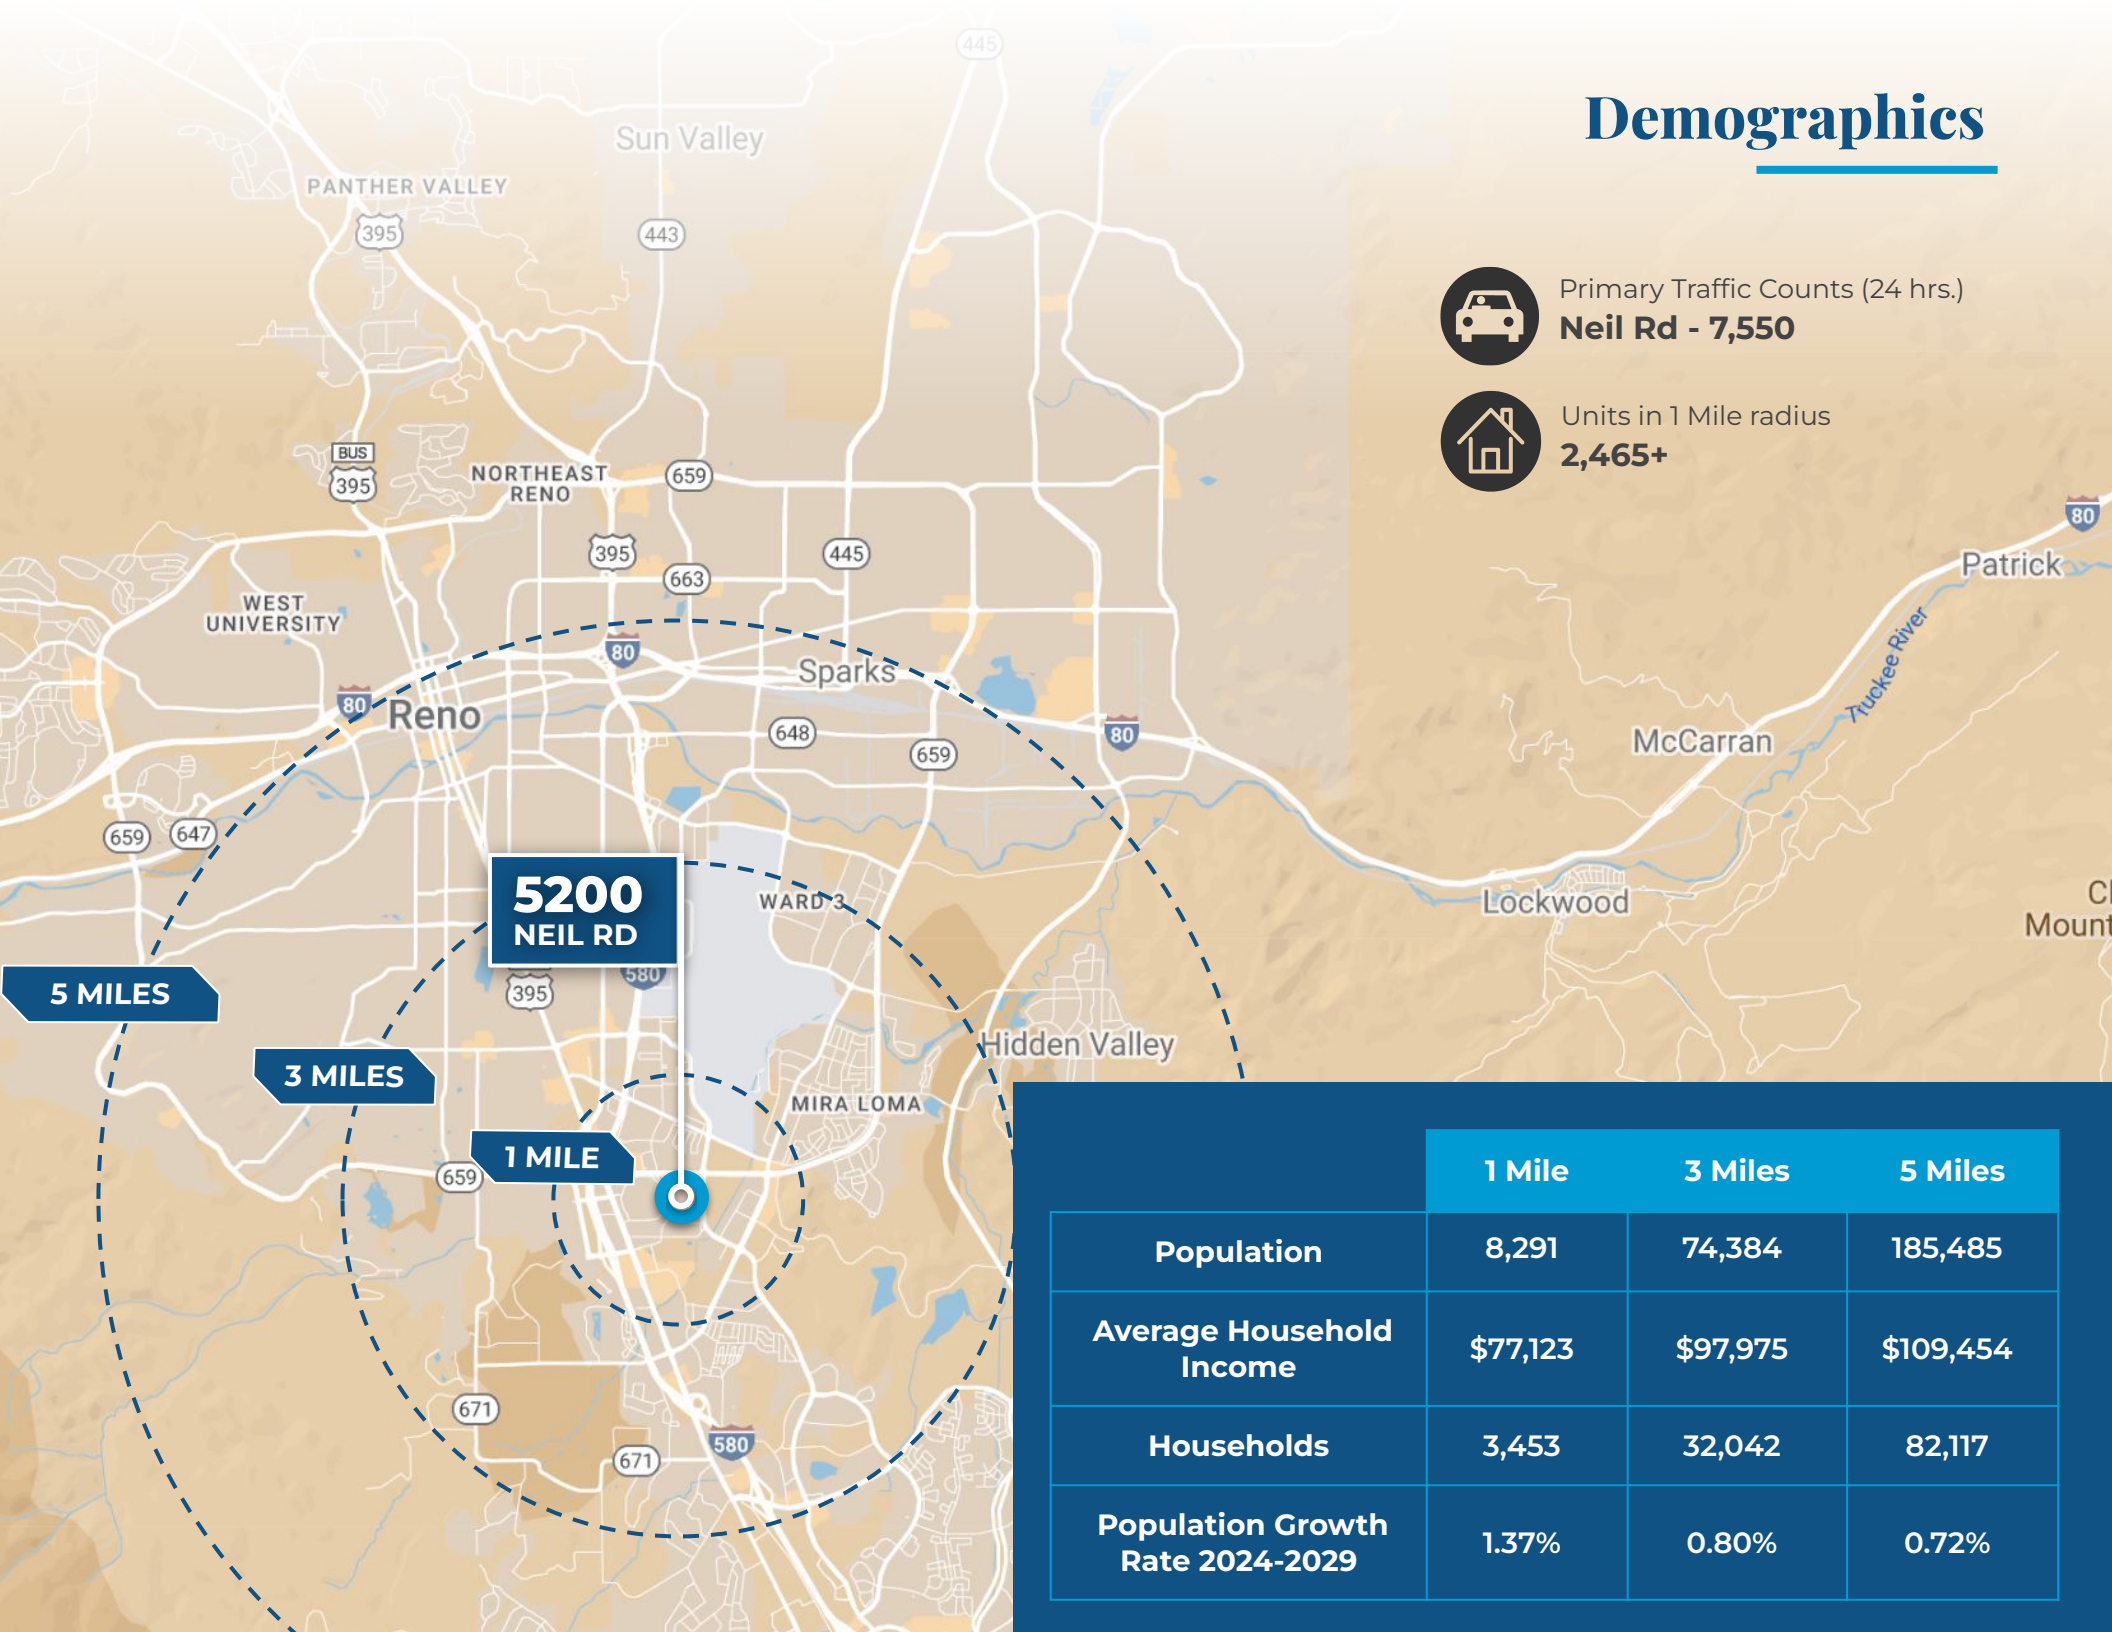 445
Demographics
Sun Valley
PANTHER VALLEY
395
443
Primary Traffic Counts (24 hrs.)
Neil Rd - 7,550
Units in 1 Mile radius
2,465+
BUS
395
NORTHEAST
RENO
659
80
395
445
663
Patrick
WEST
UNIVERSITY
80
Sparks
Truckee River
80
Reno
648
659
80
McCarran
659
647
5200
NEIL RD
WARD 3
Lockwood
Mount
580
395
5 MILES
Hidden Valley
3 MILES
MIRA LOMA
1 MILE
659
1 Mile
3 Miles
5 Miles
Population
8,291
74,384
185,485
Average Household
Income
$77,123
$97,975
$109,454
Households
3,453
32,042
82,117
Population Growth
Rate 2024-2029
1.37%
0.80%
0.72%
671
580
671